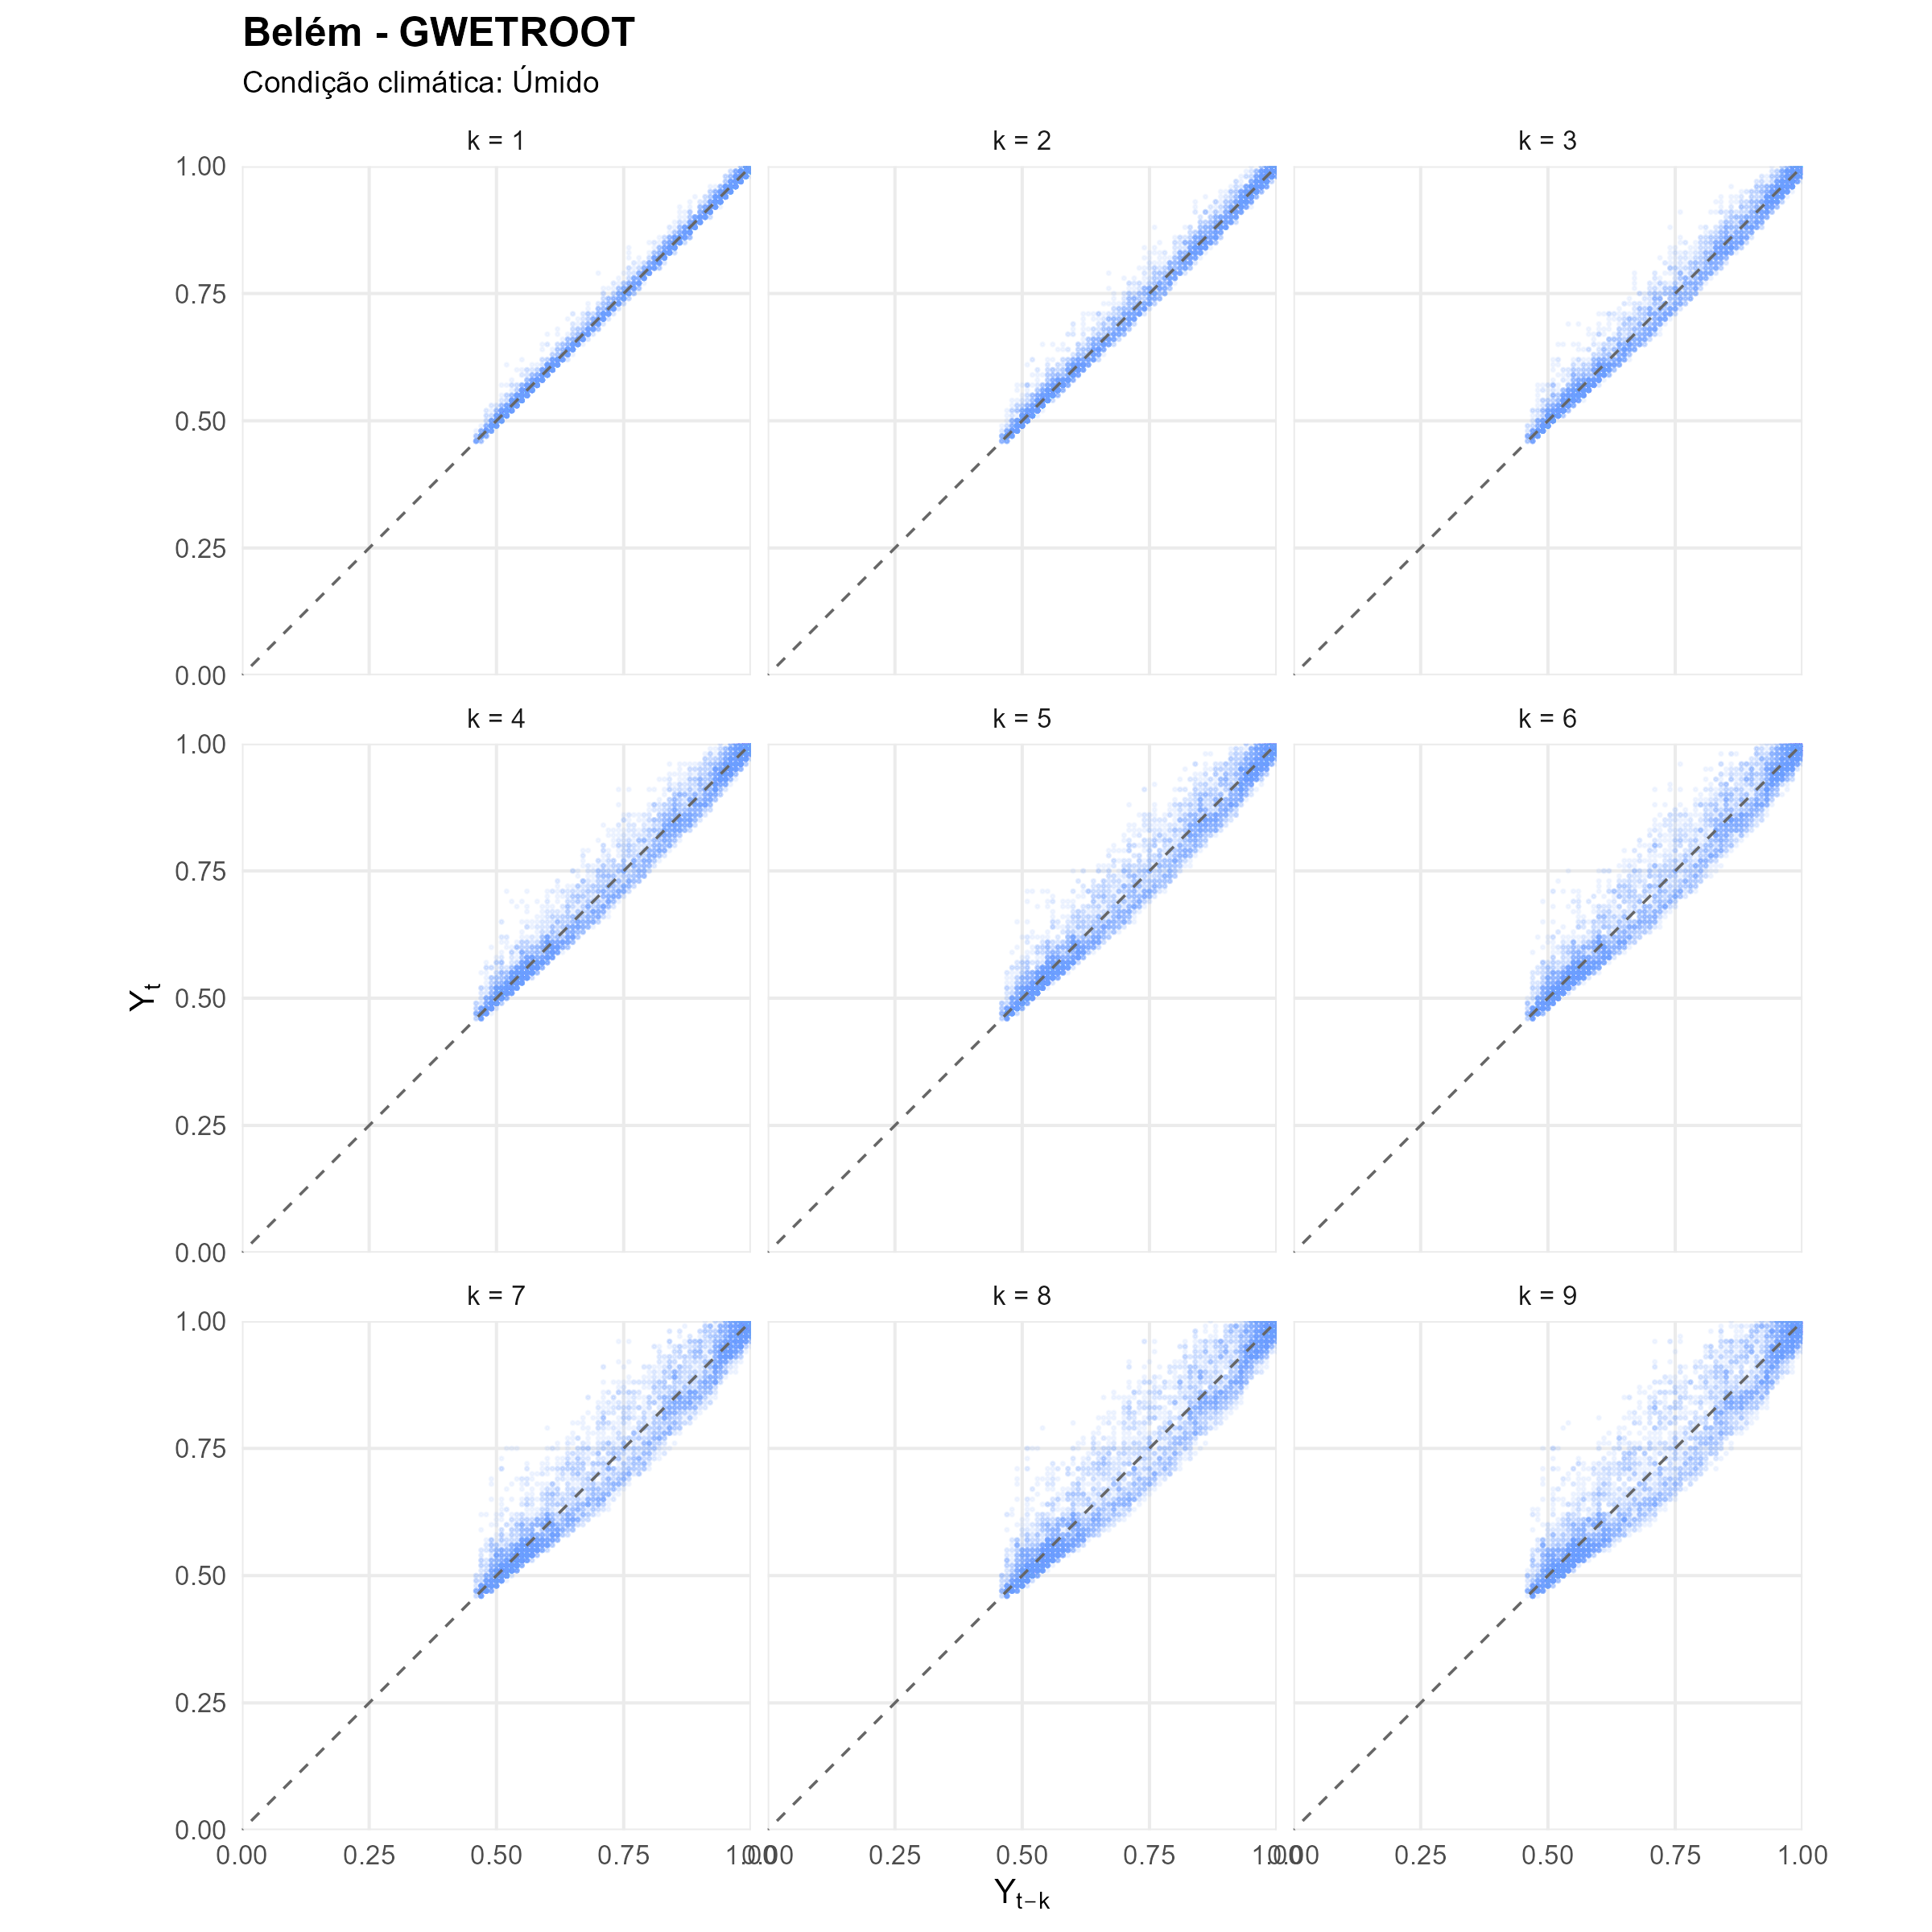 Belém - GWETROOT
Condição climática: Úmido
k = 1
k = 2
k = 3
1.00
0.75
0.50
0.25
0.00
k = 4
k = 5
k = 6
1.00
0.75
0.50
0.25
0.00
k = 7
k = 8
k = 9
1.00
0.75
0.50
0.25
0.00
Yt
0.00 0.25 0.50 0.75 1.00
0.00 0.25 0.50 0.75 1.00
0.00 0.25 0.50 0.75 1.00
Yt−k